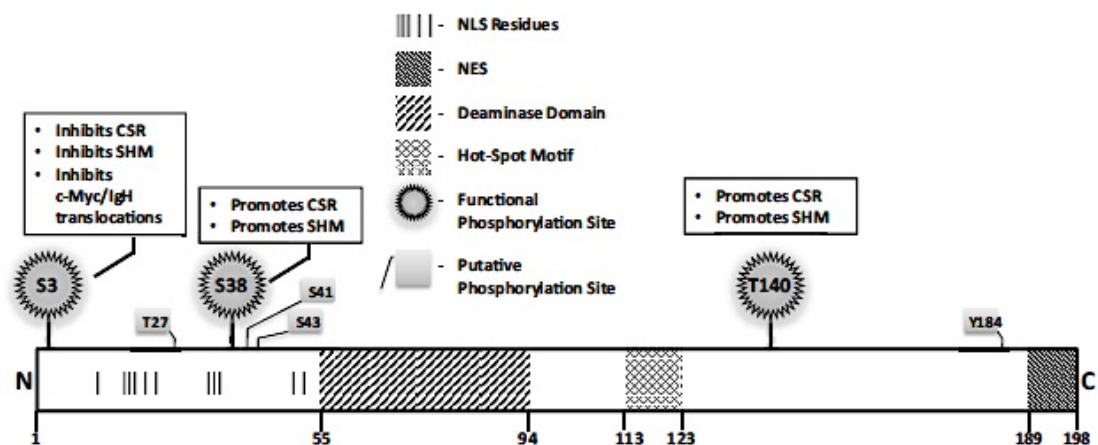 NLS Residues
- NES
- Deaminase Domain
- Hot-Spot Motif
- Functional
Phosphorylation Site
- Putative
Phosphorylation Site
• Inhibits CSR
• Inhibits SHM
• Inhibits
c-Myc/IgH
translocations
• Promotes CSR
• Promotes SHM
• Promotes CSR
• Promotes SHM
S3
S38
T140
S41
T27
S43
Y184
N
C
1
55
94
113
123
189
198